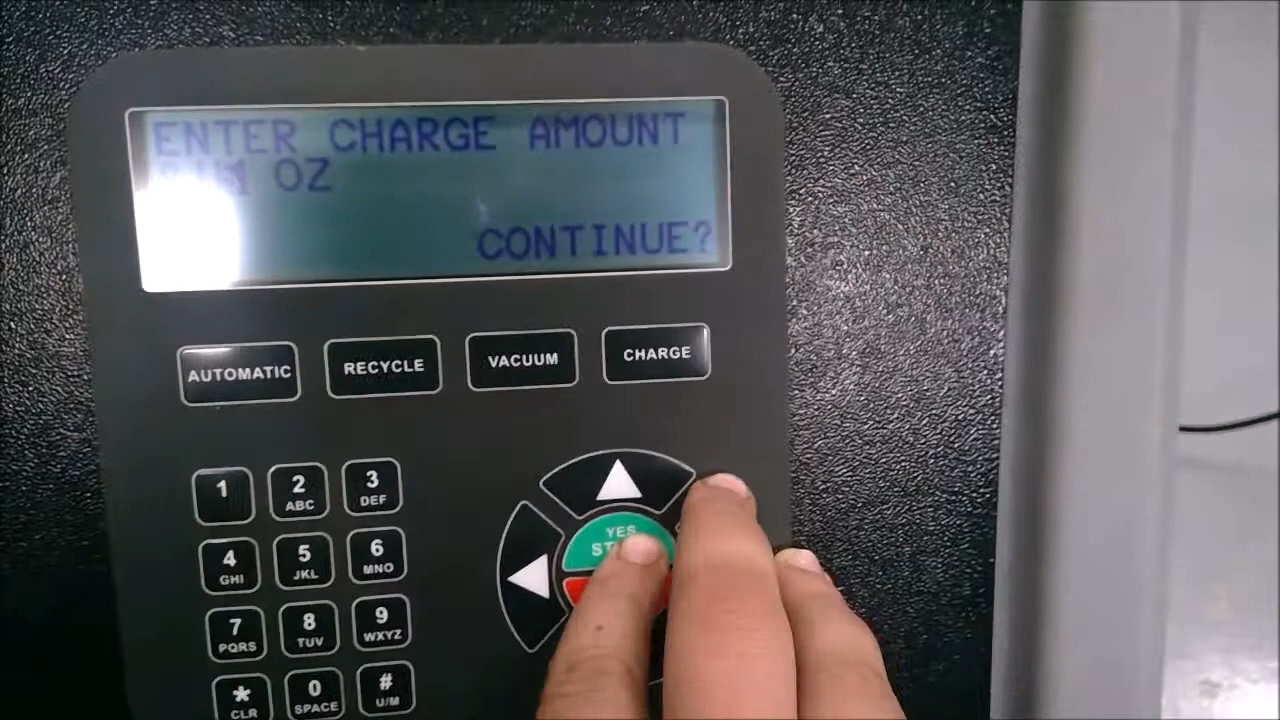 ENTER CHARGE AMOUNT
OZ
CONTINUE?
AUTOMATIC RECYCLE VACUUM CHARGE
1 2 3
ABC DEF
YES
4 5 6
GHI JKL MNO
7 8 9
PQRS TUV WXYZ
* 0 #
CLR SPACE U/M